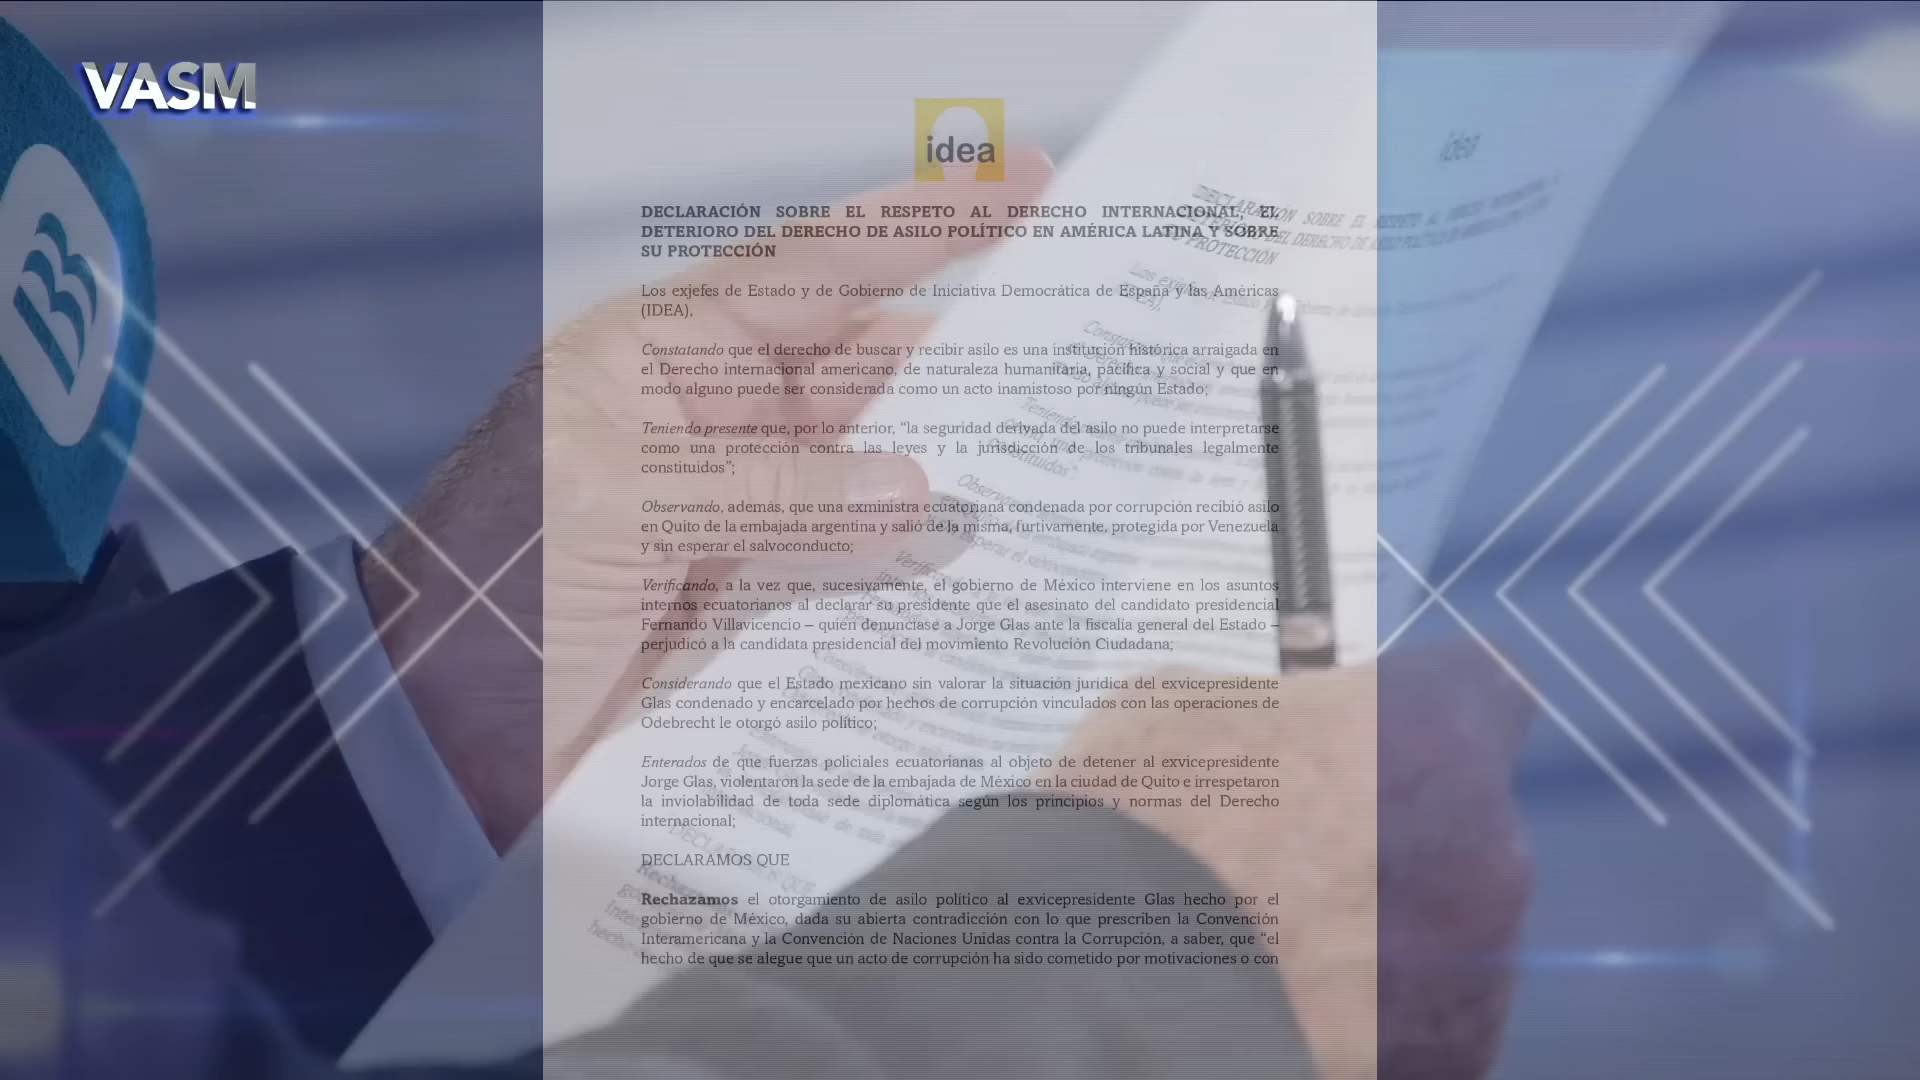 VASM
idea
DECLARACIÓN SOBRE EL RESPETO AL DERECHO INTERNACIONAL, EL
DETERIORO DEL DERECHO DE ASILO POLÍTICO EN AMÉRICA LATINA Y SOBRE
SU PROTECCIÓN
Los exjefes de Estado y de Gobierno de Iniciativa Democrática de España y las Américas
(IDEA),
Constatando que el derecho de buscar y recibir asilo es una institución histórica arraigada en
el Derecho internacional americano, de naturaleza humanitaria, pacífica y social y que en
modo alguno puede ser considerada como un acto inamistoso por ningún Estado;
Teniendo presente que, por lo anterior, “la seguridad derivada del asilo no puede interpretarse
como una protección contra las leyes y la jurisdicción de los tribunales legalmente
constituidos”;
Observando, además, que una exministra ecuatoriana condenada por corrupción recibió asilo
en Quito de la embajada argentina y salió de la misma, furtivamente, protegida por Venezuela
y sin esperar el salvoconducto;
Verificando, a la vez que, sucesivamente, el gobierno de México interviene en los asuntos
internos ecuatorianos al declarar su presidente que el asesinato del candidato presidencial
Fernando Villavicencio – quien denunciase a Jorge Glas ante la fiscalía general del Estado –
perjudicó a la candidata presidencial del movimiento Revolución Ciudadana;
Considerando que el Estado mexicano sin valorar la situación jurídica del exvicepresidente
Glas condenado y encarcelado por hechos de corrupción vinculados con las operaciones de
Odebrecht le otorgó asilo político;
Enterados de que fuerzas policiales ecuatorianas al objeto de detener al exvicepresidente
Jorge Glas, violentaron la sede de la embajada de México en la ciudad de Quito e irrespetaron
la inviolabilidad de toda sede diplomática según los principios y normas del Derecho
internacional;
DECLARAMOS QUE
Rechazamos el otorgamiento de asilo político al exvicepresidente Glas hecho por el
gobierno de México, dada su abierta contradicción con lo que prescriben la Convención
Interamericana y la Convención de Naciones Unidas contra la Corrupción, a saber, que “el
hecho de que se alegue que un acto de corrupción ha sido cometido por motivaciones o con